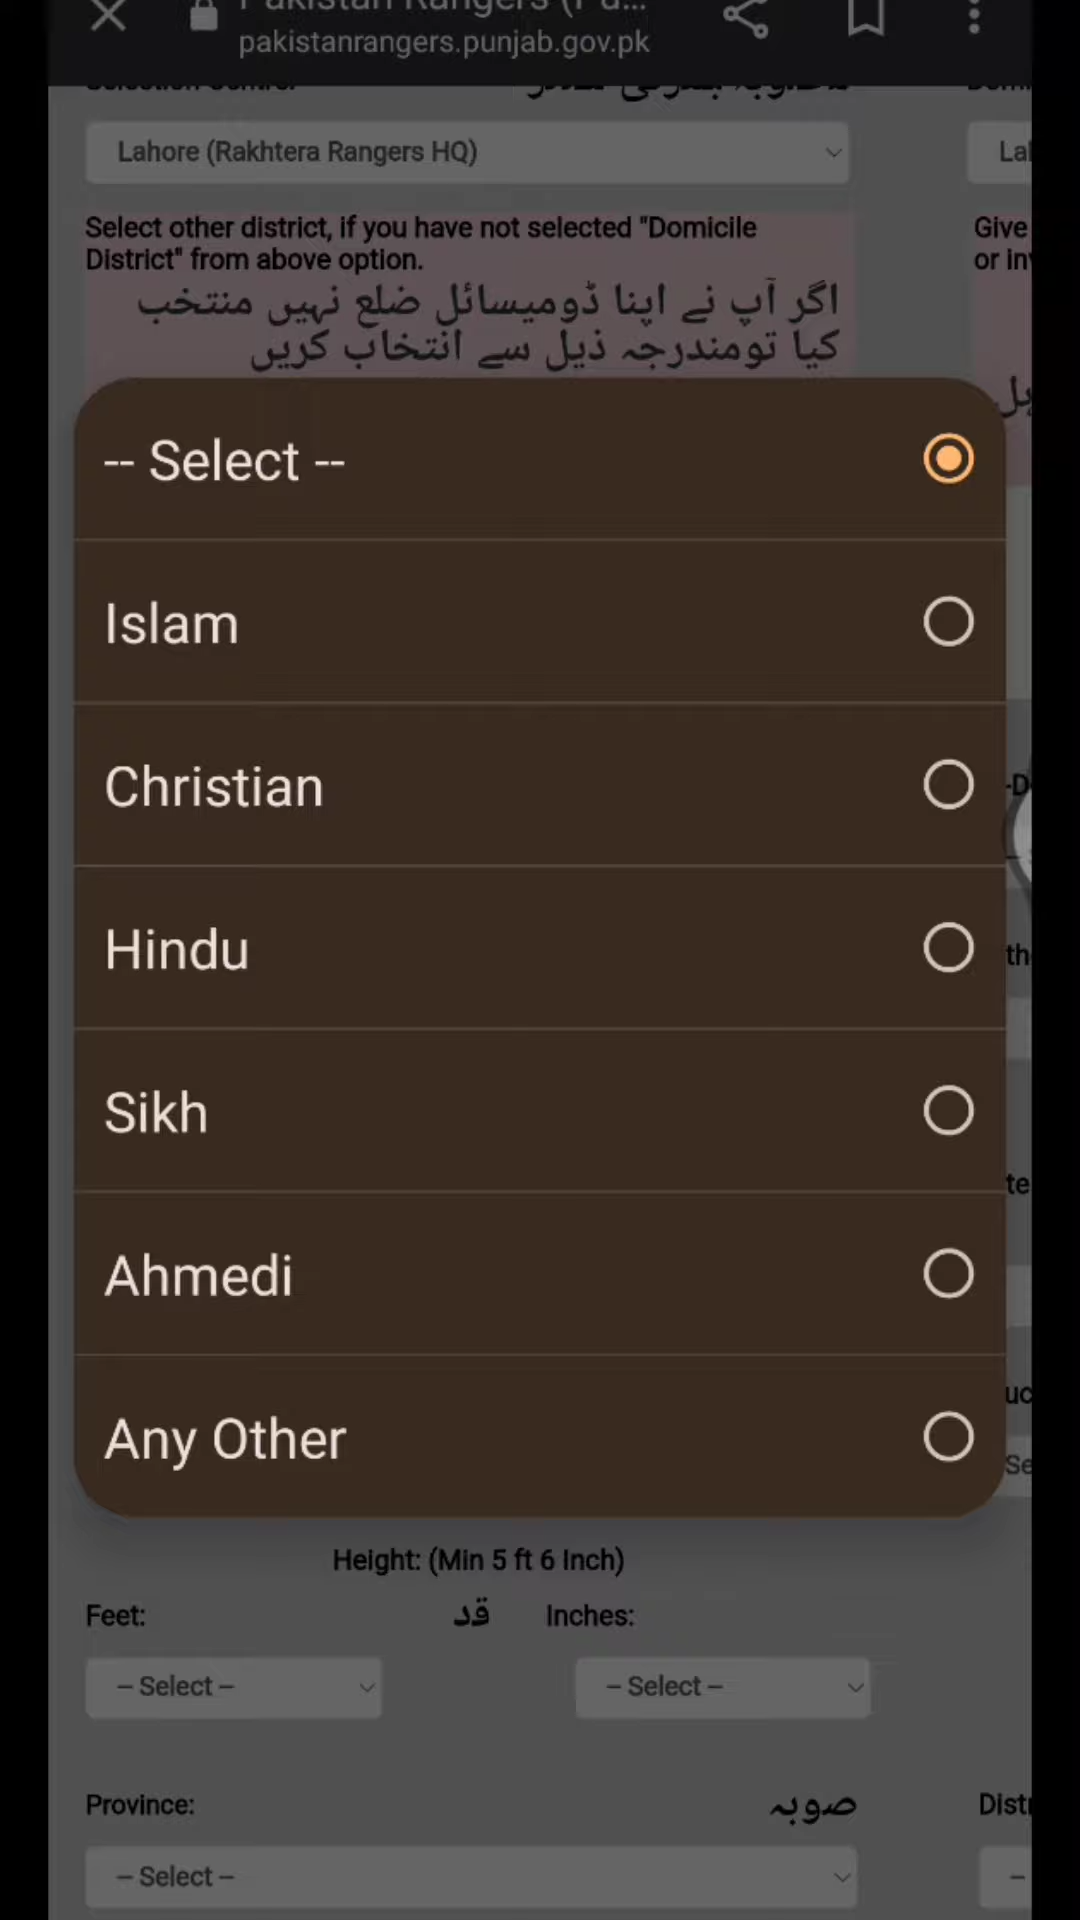 pakistanrangers.punjab.gov.pk
Lahore (Rakhtera Rangers HQ)
Select other district, if you have not selected "Domicile
District" from above option.
اگر آپ نے اپنا ڈومیسائل ضلع نہیں منتخب
کیا تومندرجہ ذیل سے انتخاب کریں
Give
-- Select --
Islam
Christian
Hindu
Sikh
Ahmedi
Any Other
Height: (Min 5 ft 6 Inch)
Feet: قد Inches:
-- Select -- -- Select --
Province: صوبہ
-- Select --